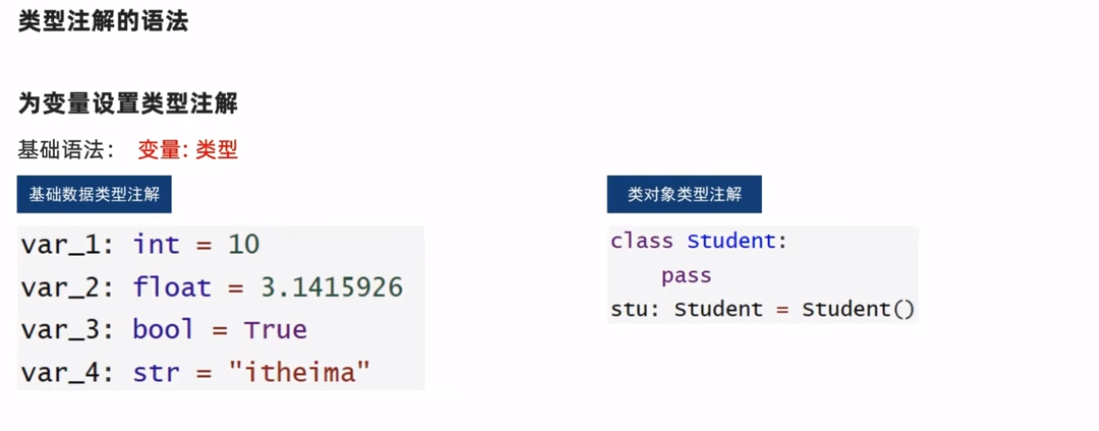 类型注解的语法
为变量设置类型注解
基础语法： 变量: 类型
基础数据类型注解
var_1: int = 10
var_2: float = 3.1415926
var_3: bool = True
var_4: str = "itheima"
类对象类型注解
class Student:
    pass
stu: Student = Student()